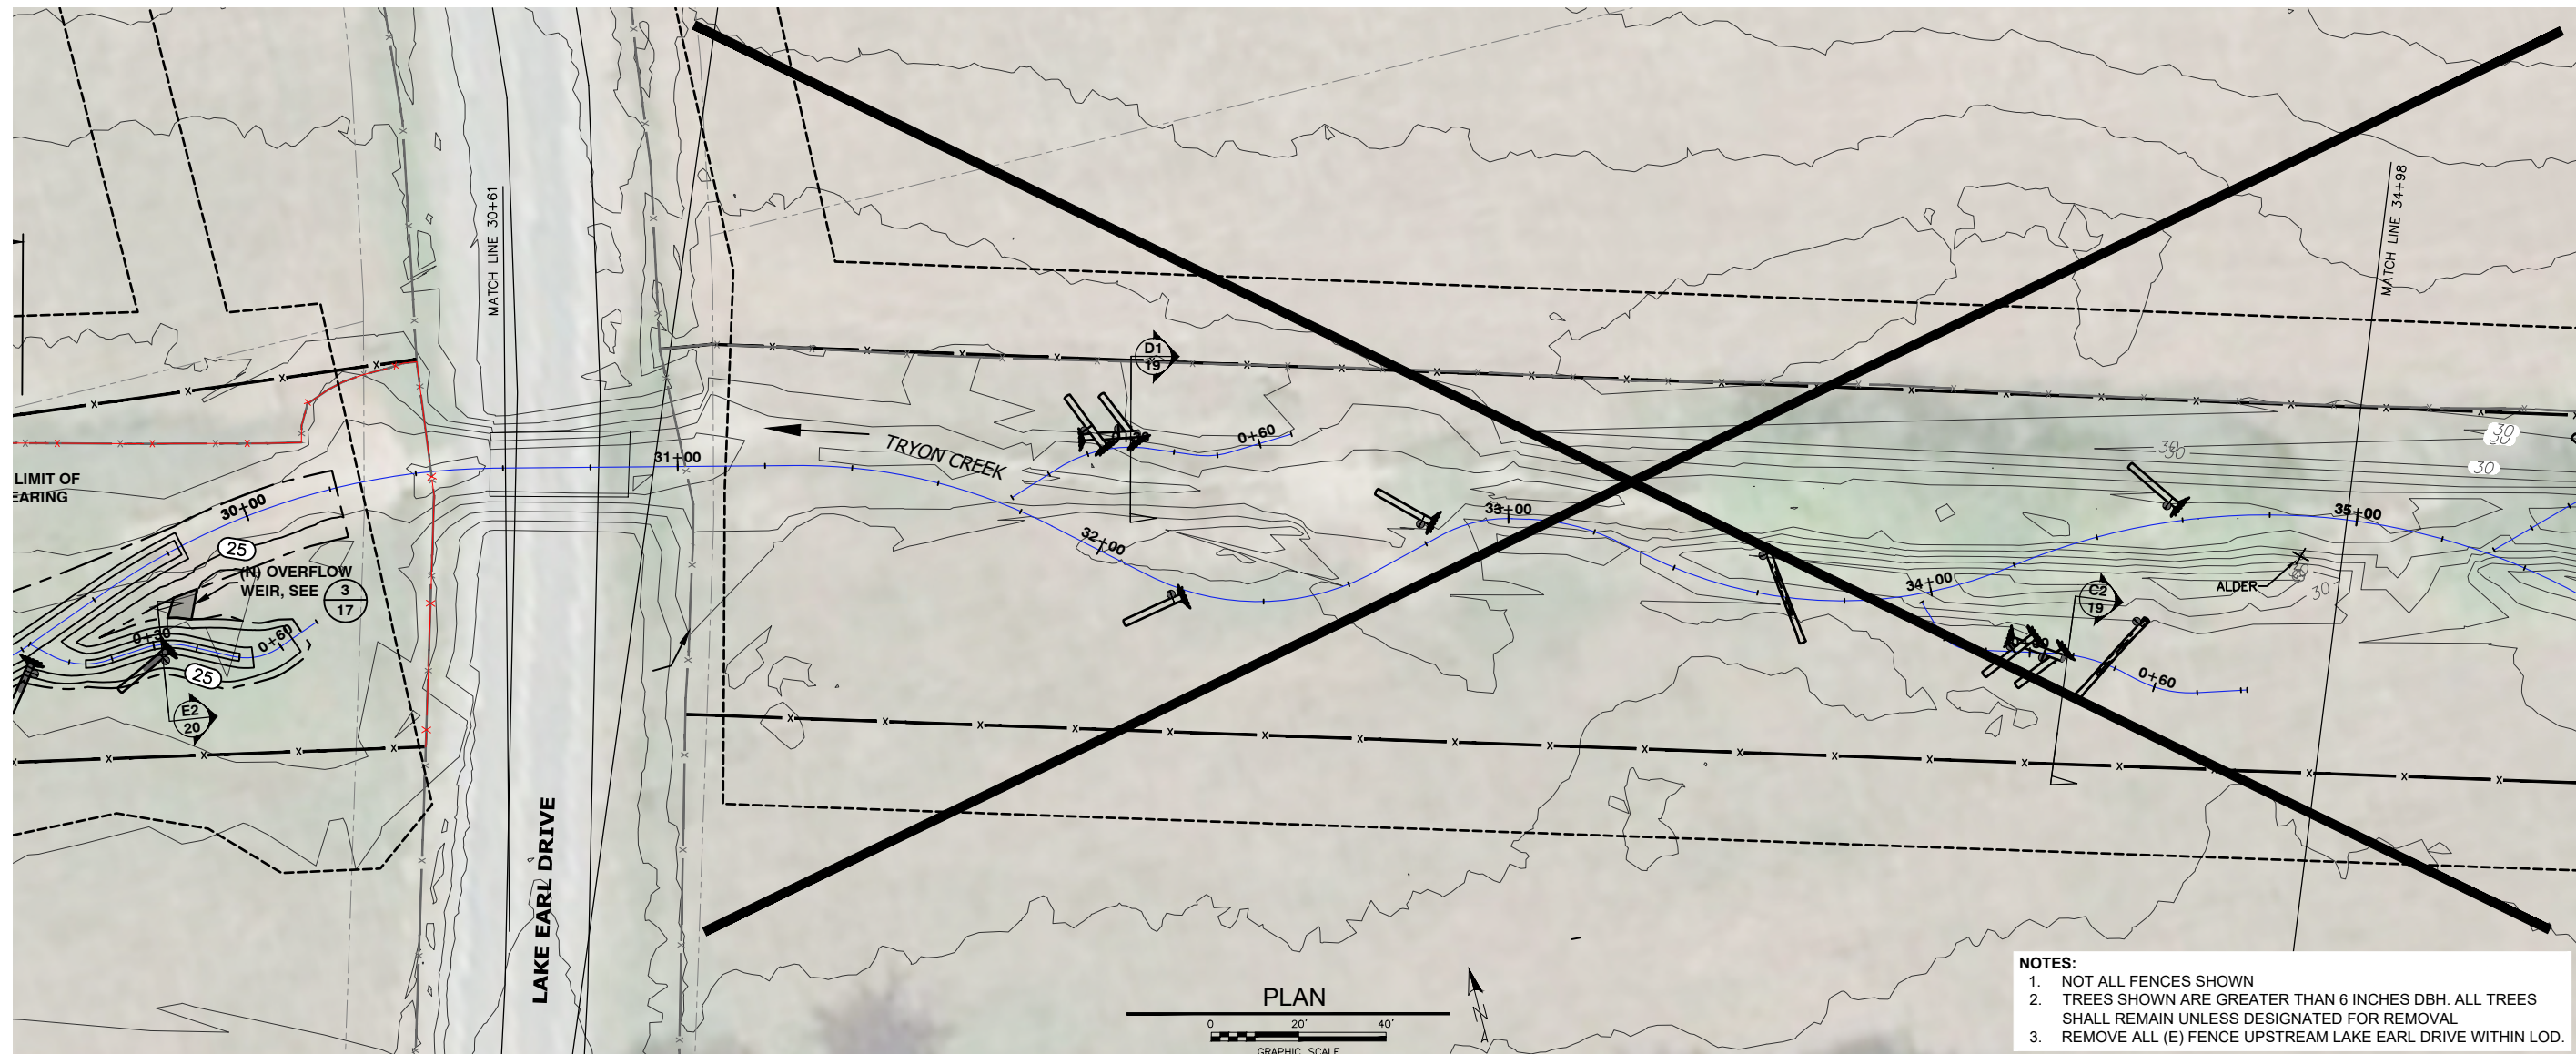 MATCH LINE 30+61
MATCH LINE 34+98
D1
19
TRYON CREEK
0+60
31+00
30+00
32+00
33+00
34+00
35+00
30
30
30
LIMIT OF
EARING
25
(N) OVERFLOW
WEIR, SEE
3
17
0+30
0+60
25
E2
20
C2
19
ALDER
30
0+60
LAKE EARL DRIVE
PLAN
0 20' 40'
GRAPHIC SCALE
N
NOTES:
1. NOT ALL FENCES SHOWN
2. TREES SHOWN ARE GREATER THAN 6 INCHES DBH. ALL TREES
SHALL REMAIN UNLESS DESIGNATED FOR REMOVAL
3. REMOVE ALL (E) FENCE UPSTREAM LAKE EARL DRIVE WITHIN LOD.